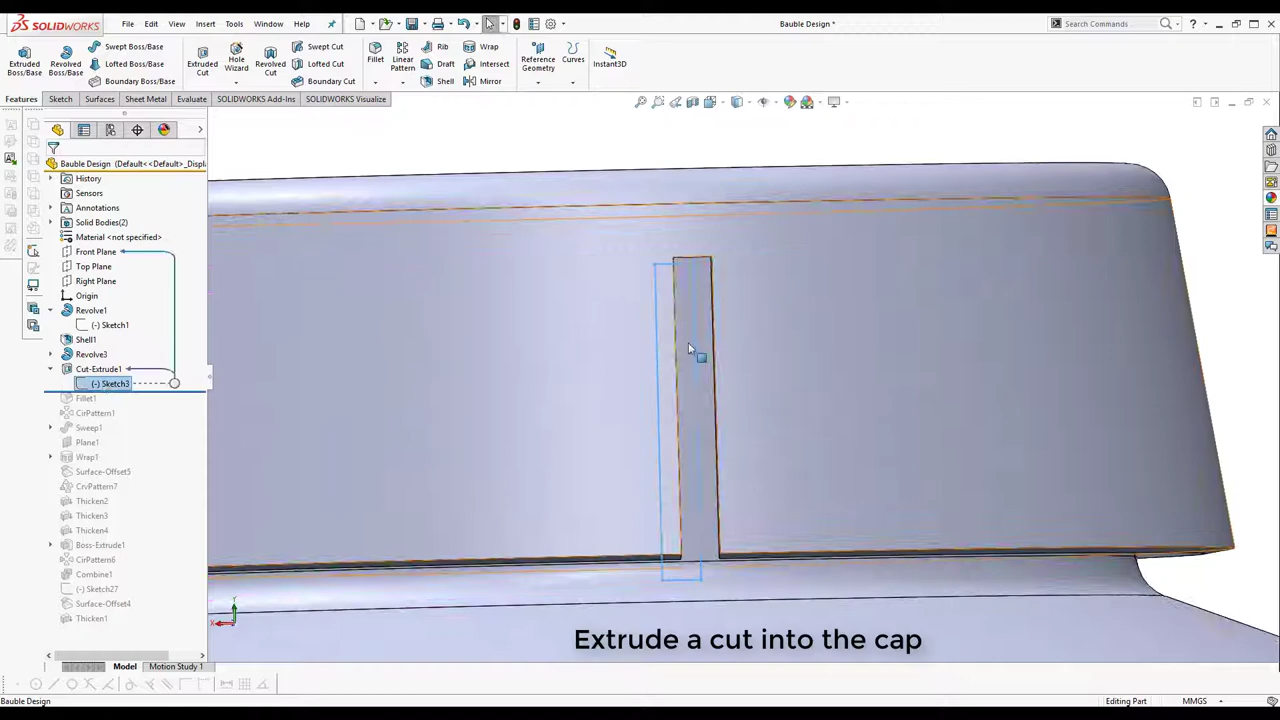 SOLIDWORKS File Edit View Insert Tools Window Help Bauble Design * Search Commands
Extruded Boss/Base
Revolved Boss/Base
Swept Boss/Base
Lofted Boss/Base
Boundary Boss/Base
Extruded Cut
Hole Wizard
Revolved Cut
Swept Cut
Lofted Cut
Boundary Cut
Fillet
Linear Pattern
Rib
Draft
Shell
Wrap
Intersect
Mirror
Reference Geometry
Curves
Instant3D
Features Sketch Surfaces Sheet Metal Evaluate SOLIDWORKS Add-Ins SOLIDWORKS Visualize
Bauble Design (Default<<Default>_Displ
History
Sensors
Annotations
Solid Bodies(2)
Material <not specified>
Front Plane
Top Plane
Right Plane
Origin
Revolve1
(-) Sketch1
Shell1
Revolve3
Cut-Extrude1
(-) Sketch3
Fillet1
CirPattern1
Sweep1
Plane1
Wrap1
Surface-Offset5
CrvPattern7
Thicken2
Thicken3
Thicken4
Boss-Extrude1
CirPattern6
Combine1
(-) Sketch27
Surface-Offset4
Thicken1
Y
X
Extrude a cut into the cap
Model Motion Study 1
Bauble Design Editing Part MMGS